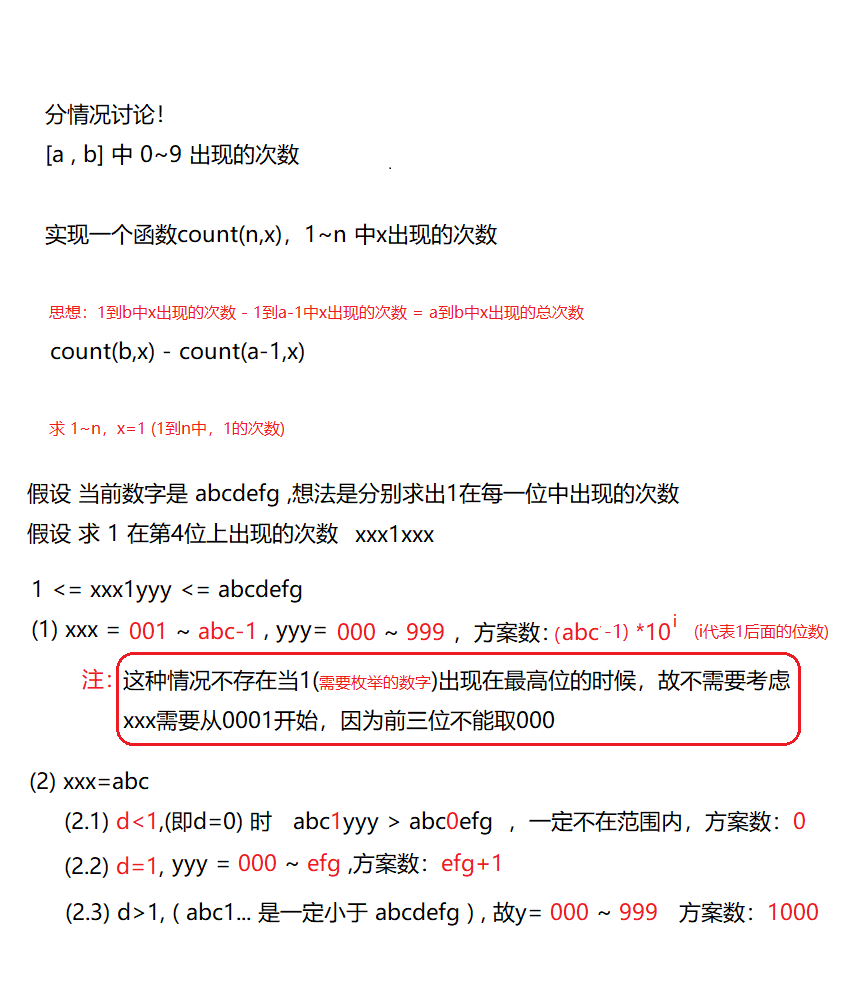 分情况讨论!
[a , b] 中 0~9 出现的次数
实现一个函数count(n,x)，1~n 中x出现的次数
思想：1到b中x出现的次数 - 1到a-1中x出现的次数 = a到b中x出现的总次数
count(b,x) - count(a-1,x)
求 1~n，x=1 (1到n中，1的次数)
假设 当前数字是 abcdefg ,想法是分别求出1在每一位中出现的次数
假设 求 1 在第4位上出现的次数 xxx1xxx
1 <= xxx1yyy <= abcdefg
(1) xxx = 001 ~ abc-1 , yyy= 000 ~ 999 ，方案数：(abc -1) *10^i (i代表1后面的位数)
注：这种情况不存在当1(需要枚举的数字)出现在最高位的时候，故不需要考虑
xxx需要从0001开始，因为前三位不能取000
(2) xxx=abc
(2.1) d<1,(即d=0) 时 abc1yyy > abc0efg ，一定不在范围内，方案数：0
(2.2) d=1, yyy = 000 ~ efg ,方案数：efg+1
(2.3) d>1, ( abc1... 是一定小于 abcdefg ) , 故y= 000 ~ 999 方案数：1000